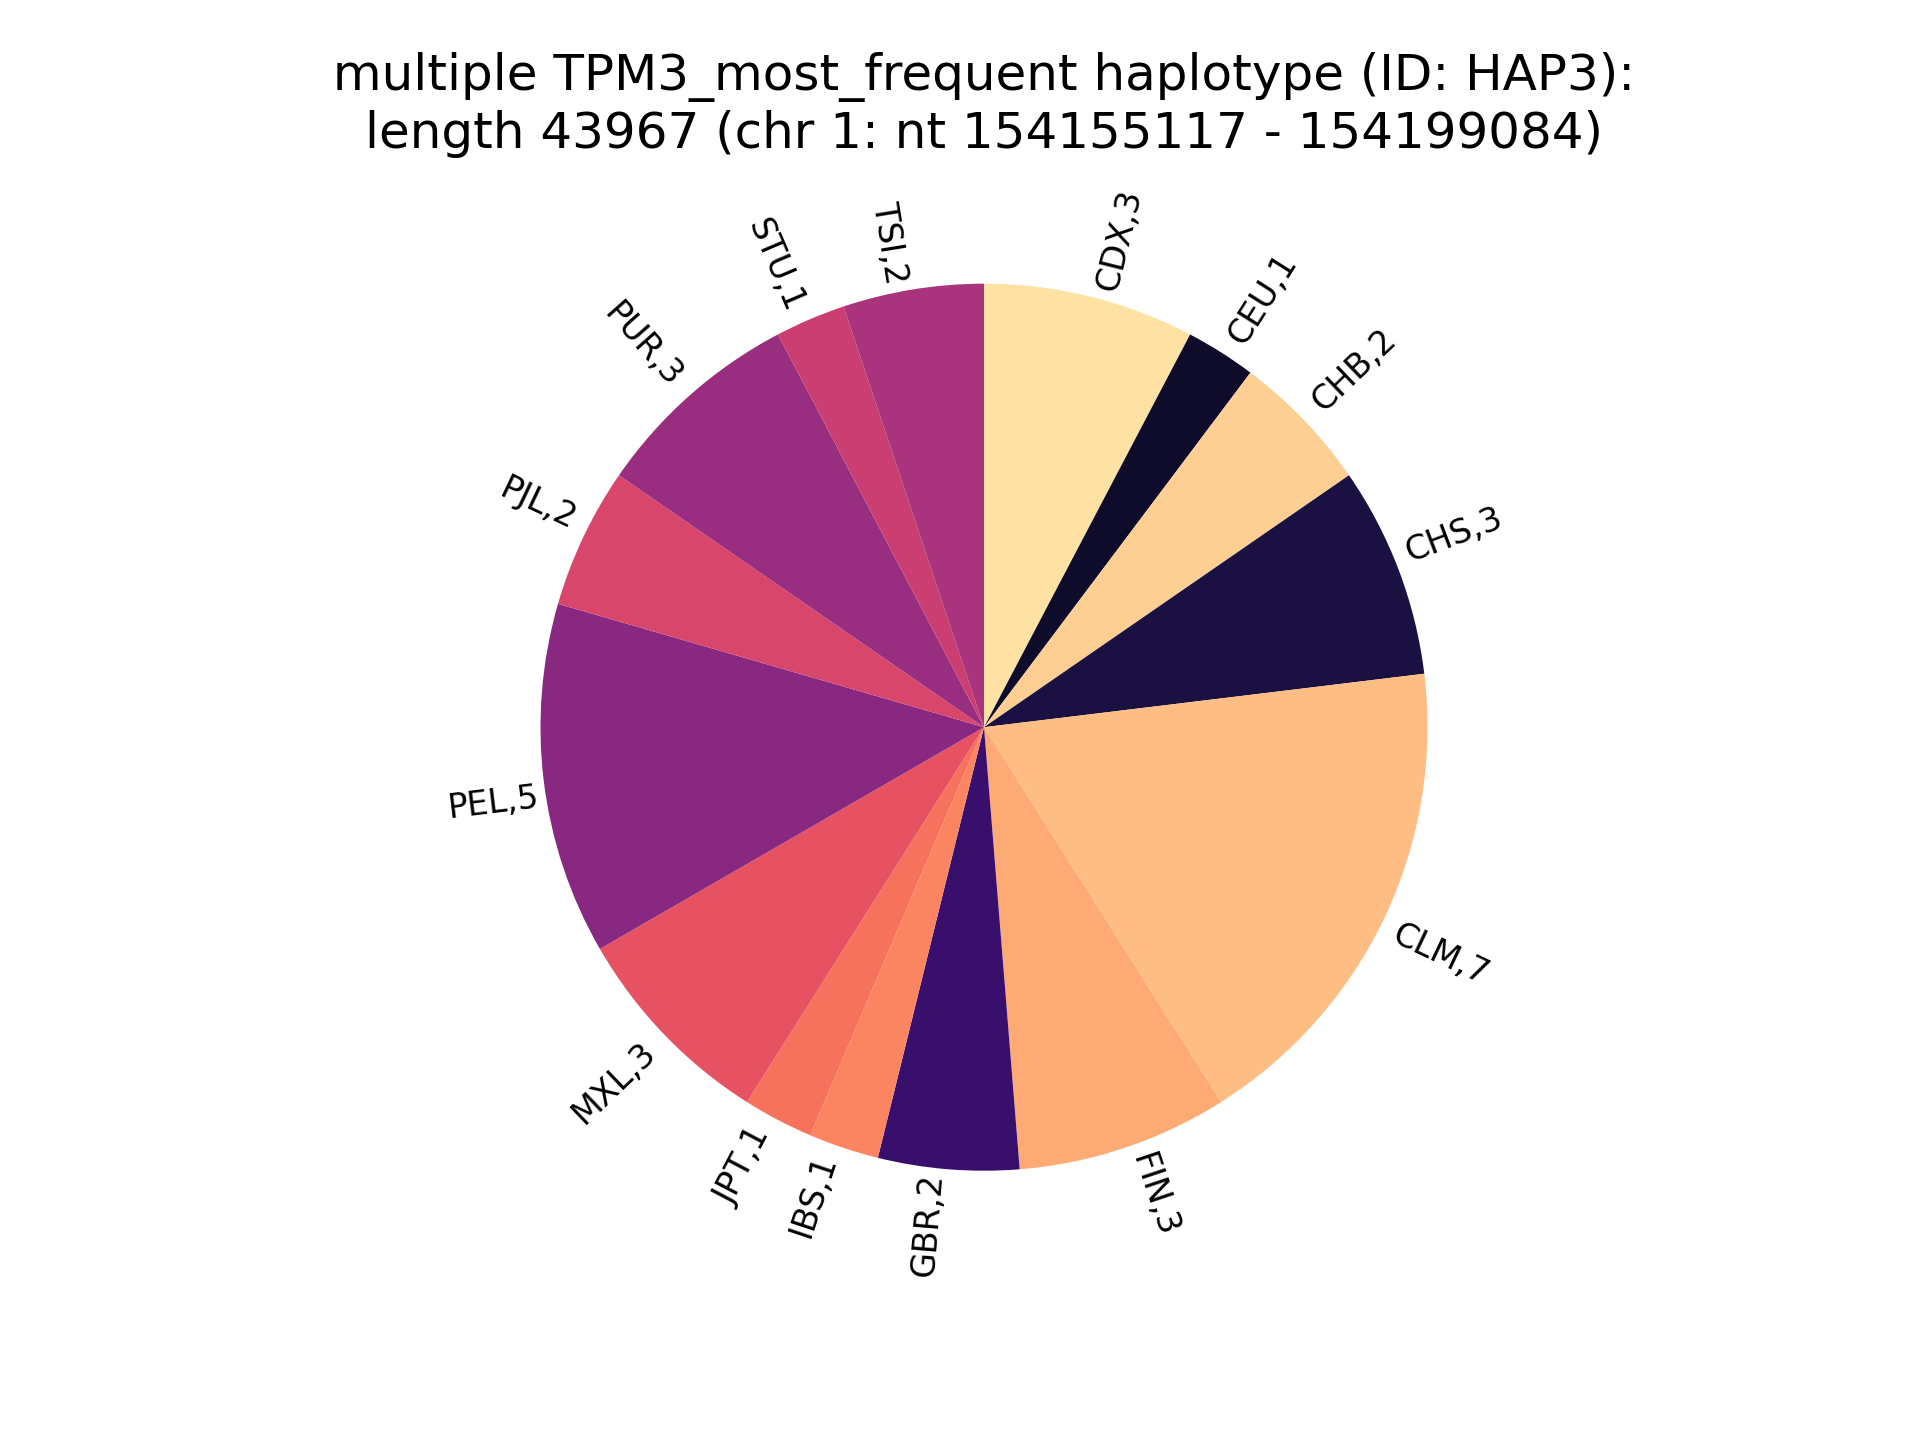 multiple TPM3_most_frequent haplotype (ID: HAP3):
length 43967 (chr 1: nt 154155117 - 154199084)
CDX,3
CEU,1
CHB,2
CHS,3
CLM,7
FIN,3
GBR,2
IBS,1
JPT,1
MXL,3
PEL,5
PJL,2
PUR,3
STU,1
TSI,2